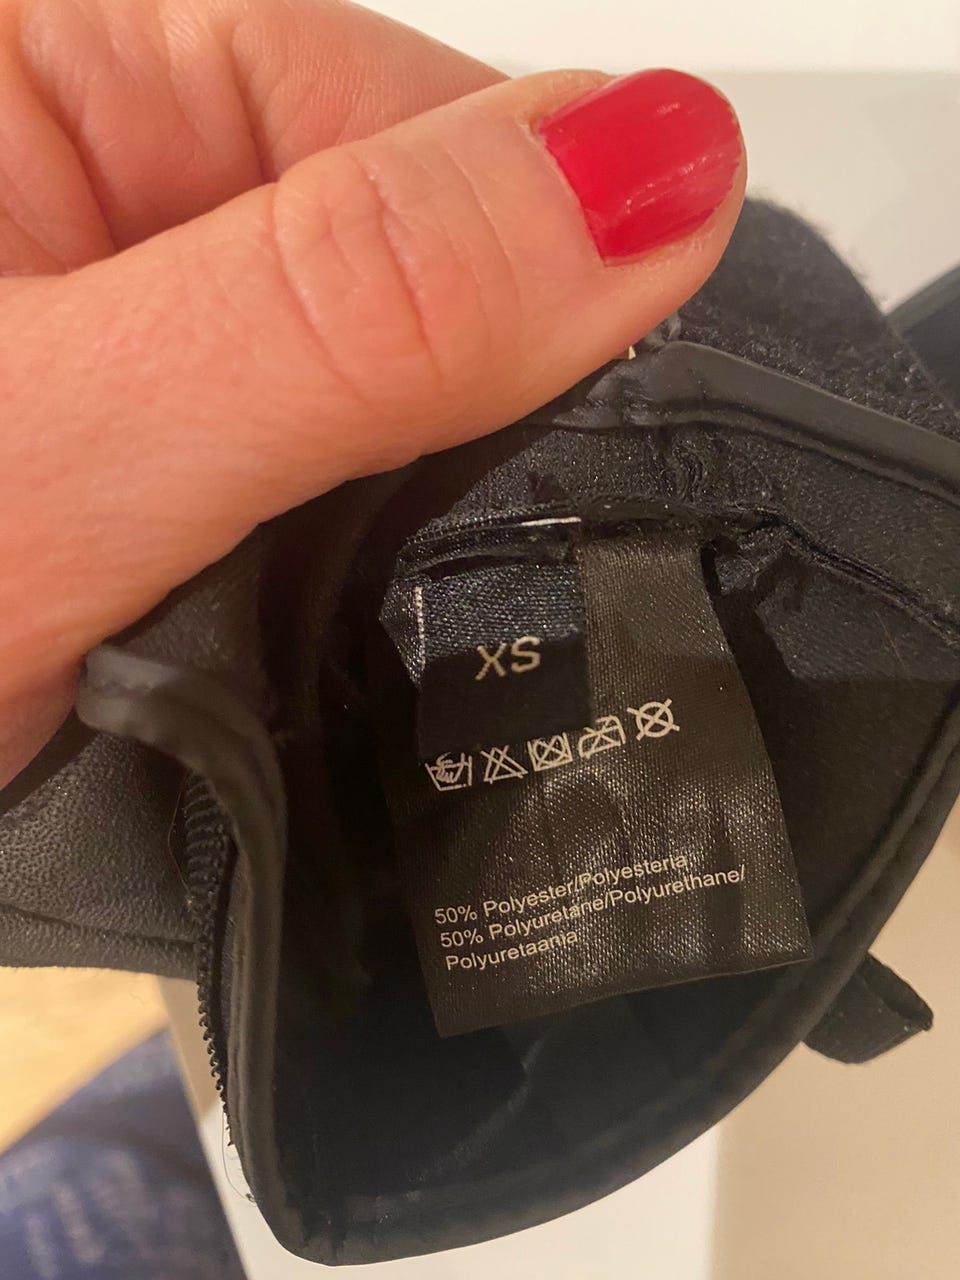 XS
50% Polyester/Polyesteria
50% Polyuretane/Polyurethane/
Polyuretaania